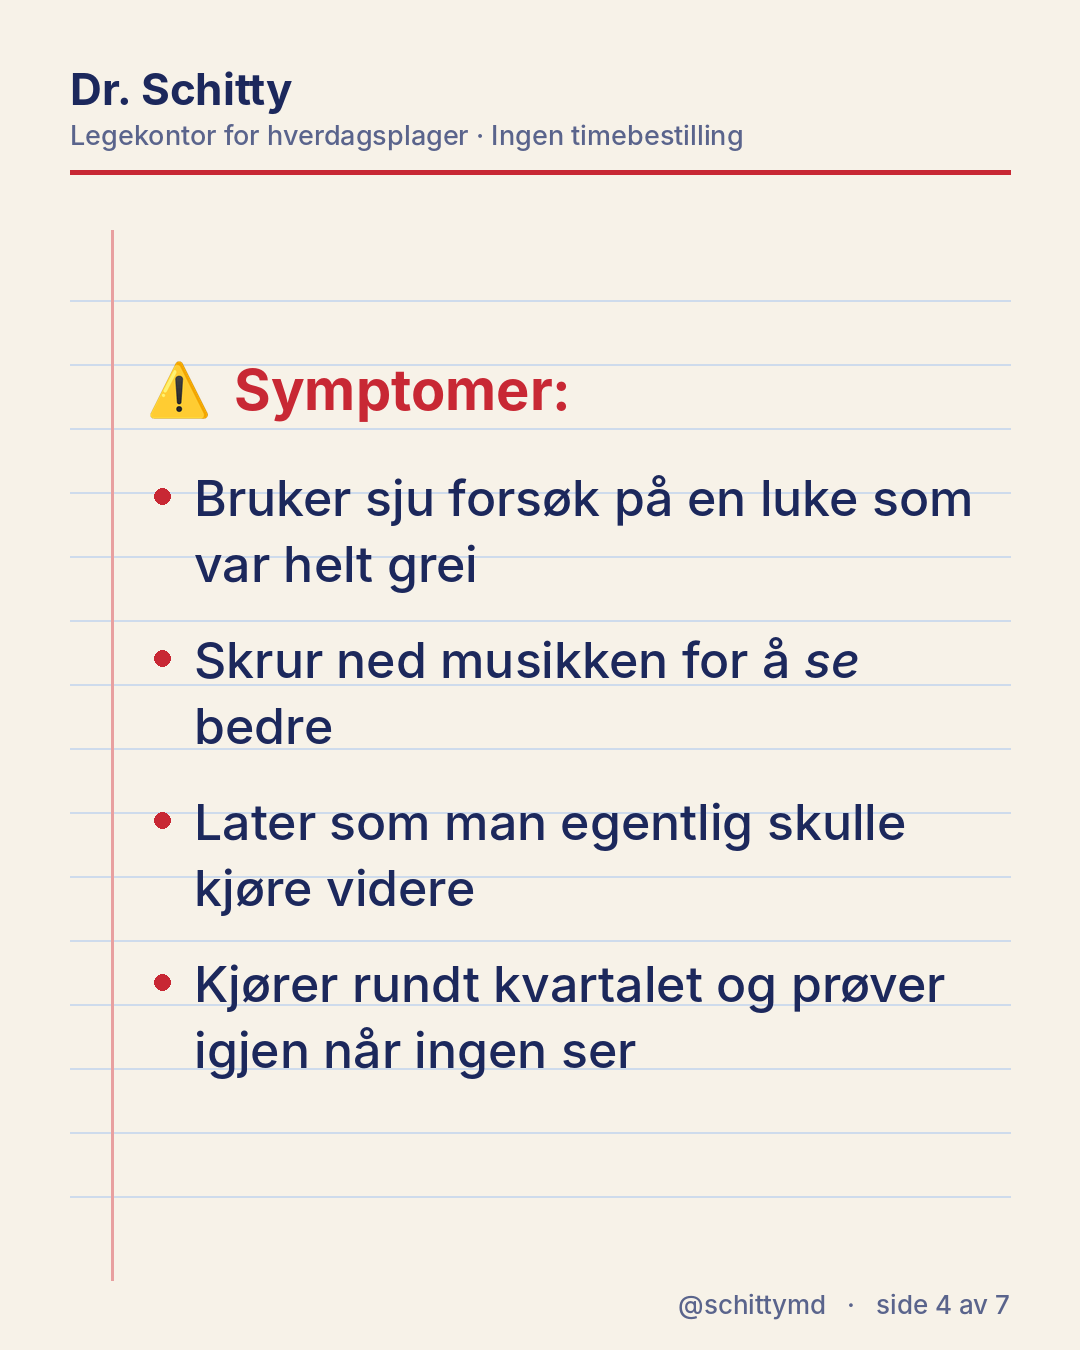 Dr. Schitty
Legekontor for hverdagsplager · Ingen timebestilling
⚠️ Symptomer:
• Bruker sju forsøk på en luke som
var helt grei
• Skrur ned musikken for å se
bedre
• Later som man egentlig skulle
kjøre videre
• Kjører rundt kvartalet og prøver
igjen når ingen ser
@schittymd · side 4 av 7